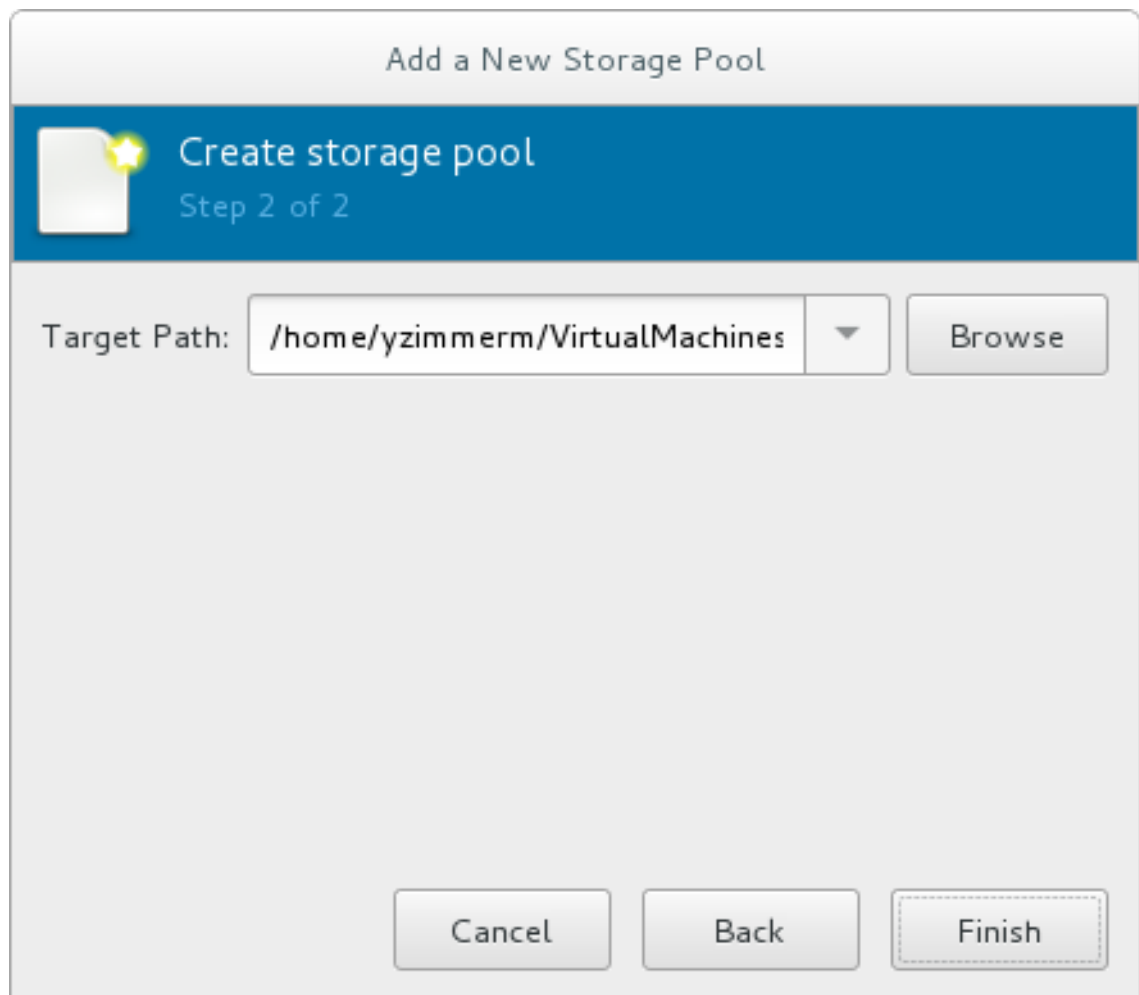 Add a New Storage Pool
Create storage pool
Step 2 of 2
Target Path: /home/yzimmerm/VirtualMachines Browse
Cancel Back Finish